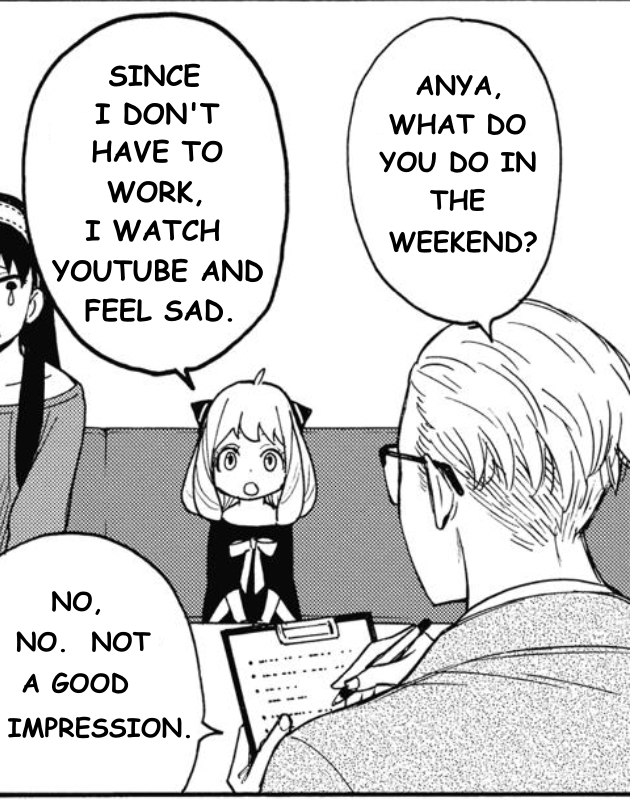 ANYA,
WHAT DO
YOU DO IN
THE
WEEKEND?
SINCE
I DON'T
HAVE TO
WORK,
I WATCH
YOUTUBE AND
FEEL SAD.
NO,
NO. NOT
A GOOD
IMPRESSION.